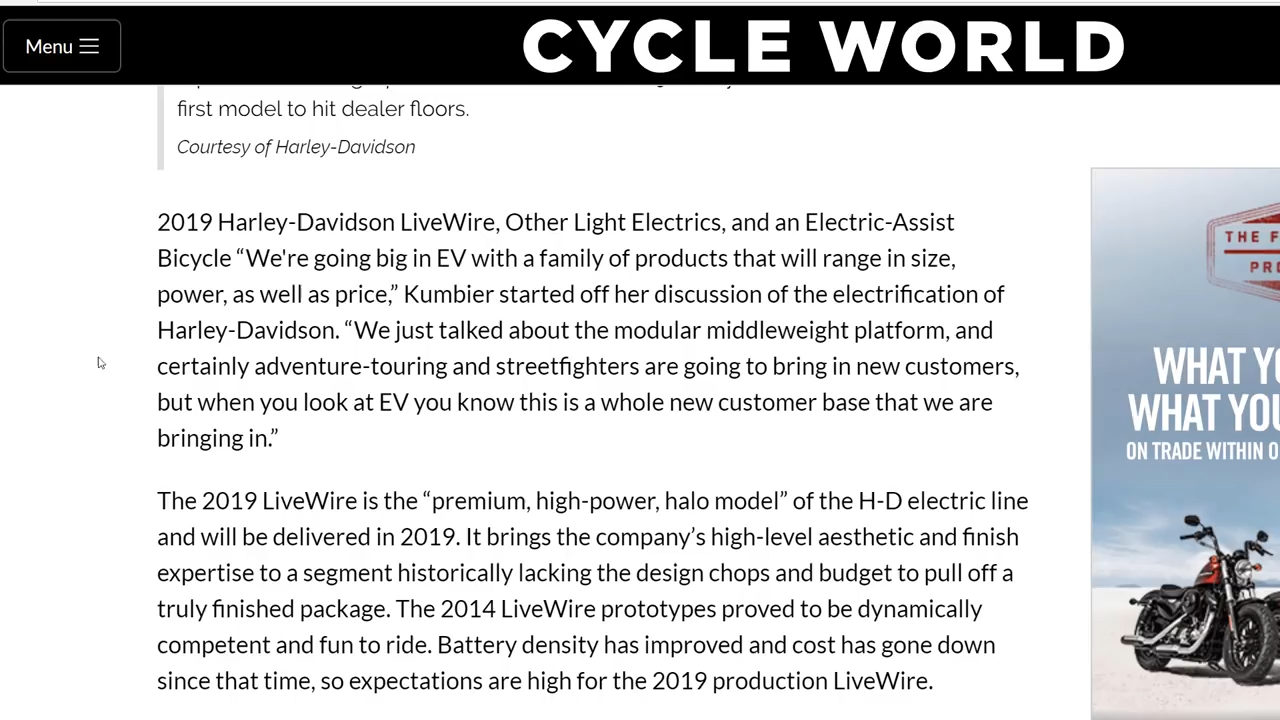 Menu
CYCLE WORLD
first model to hit dealer floors.
Courtesy of Harley-Davidson
2019 Harley-Davidson LiveWire, Other Light Electrics, and an Electric-Assist
Bicycle “We're going big in EV with a family of products that will range in size,
power, as well as price,” Kumbier started off her discussion of the electrification of
Harley-Davidson. “We just talked about the modular middleweight platform, and
certainly adventure-touring and streetfighters are going to bring in new customers,
but when you look at EV you know this is a whole new customer base that we are
bringing in.”
The 2019 LiveWire is the “premium, high-power, halo model” of the H-D electric line
and will be delivered in 2019. It brings the company’s high-level aesthetic and finish
expertise to a segment historically lacking the design chops and budget to pull off a
truly finished package. The 2014 LiveWire prototypes proved to be dynamically
competent and fun to ride. Battery density has improved and cost has gone down
since that time, so expectations are high for the 2019 production LiveWire.
THE
WHAT
WHAT
ON TRADE WITHIN